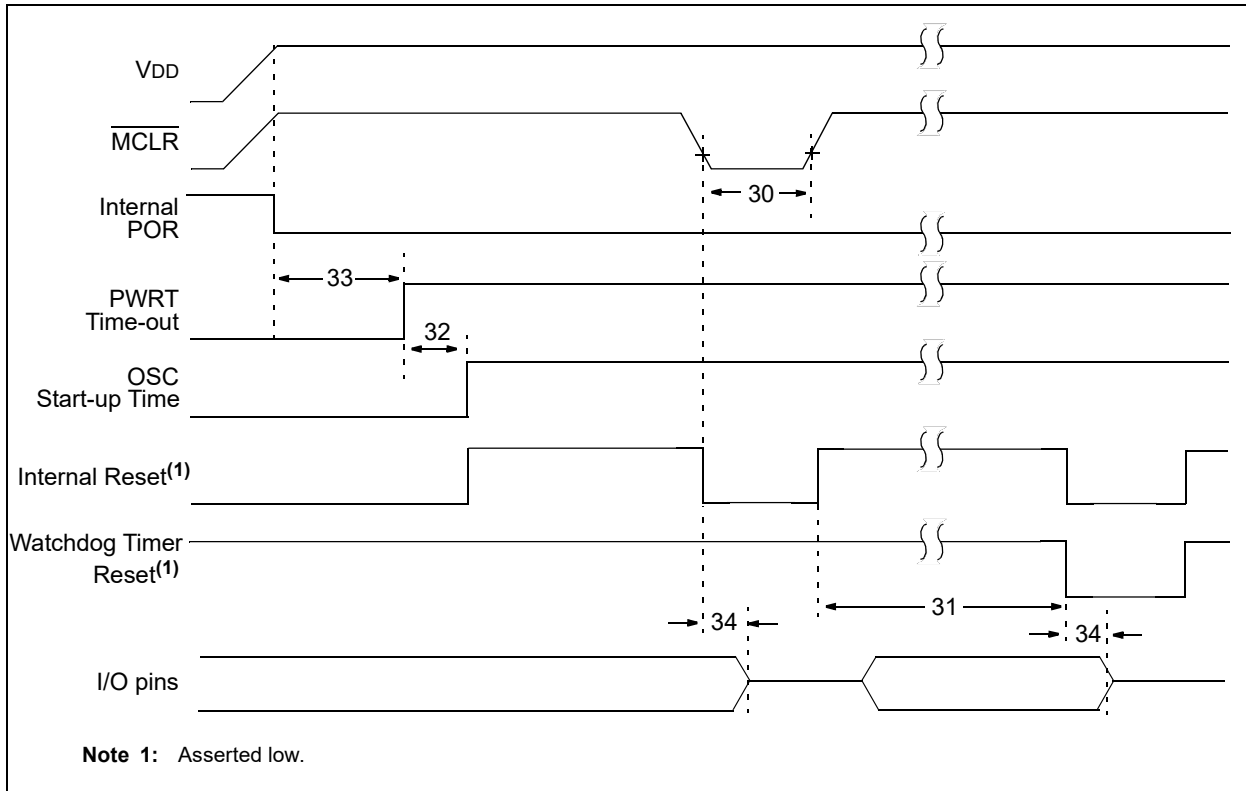 VDD
MCLR
30
Internal
POR
33
PWRT
Time-out
32
OSC
Start-up Time
Internal Reset(1)
Watchdog Timer
Reset(1)
31
34
34
I/O pins
Note 1: Asserted low.